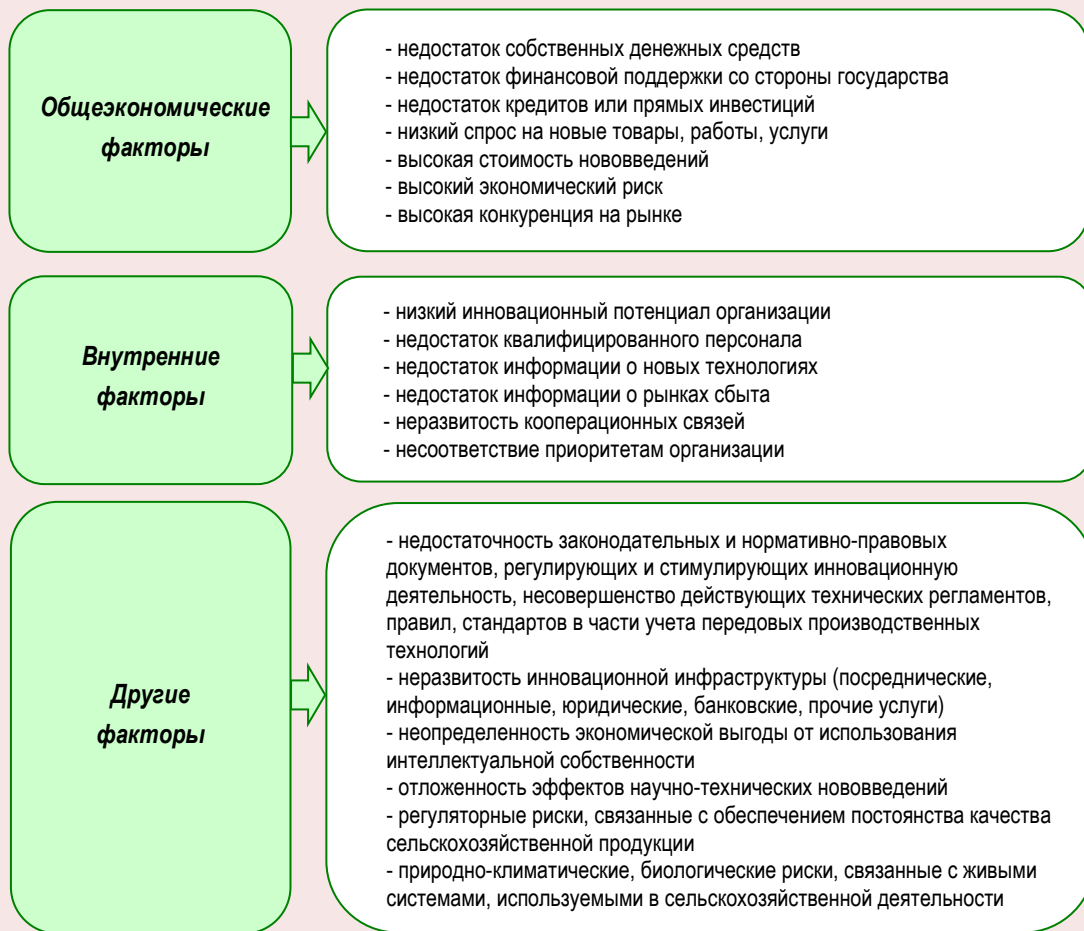 Общеэкономические
факторы
- недостаток собственных денежных средств
- недостаток финансовой поддержки со стороны государства
- недостаток кредитов или прямых инвестиций
- низкий спрос на новые товары, работы, услуги
- высокая стоимость нововведений
- высокий экономический риск
- высокая конкуренция на рынке
Внутренние
факторы
- низкий инновационный потенциал организации
- недостаток квалифицированного персонала
- недостаток информации о новых технологиях
- недостаток информации о рынках сбыта
- неразвитость кооперационных связей
- несоответствие приоритетам организации
Другие
факторы
- недостаточность законодательных и нормативно-правовых
документов, регулирующих и стимулирующих инновационную
деятельность, несовершенство действующих технических регламентов,
правил, стандартов в части учета передовых производственных
технологий
- неразвитость инновационной инфраструктуры (посреднические,
информационные, юридические, банковские, прочие услуги)
- неопределенность экономической выгоды от использования
интеллектуальной собственности
- отложенность эффектов научно-технических нововведений
- регуляторные риски, связанные с обеспечением постоянства качества
сельскохозяйственной продукции
- природно-климатические, биологические риски, связанные с живыми
системами, используемыми в сельскохозяйственной деятельности